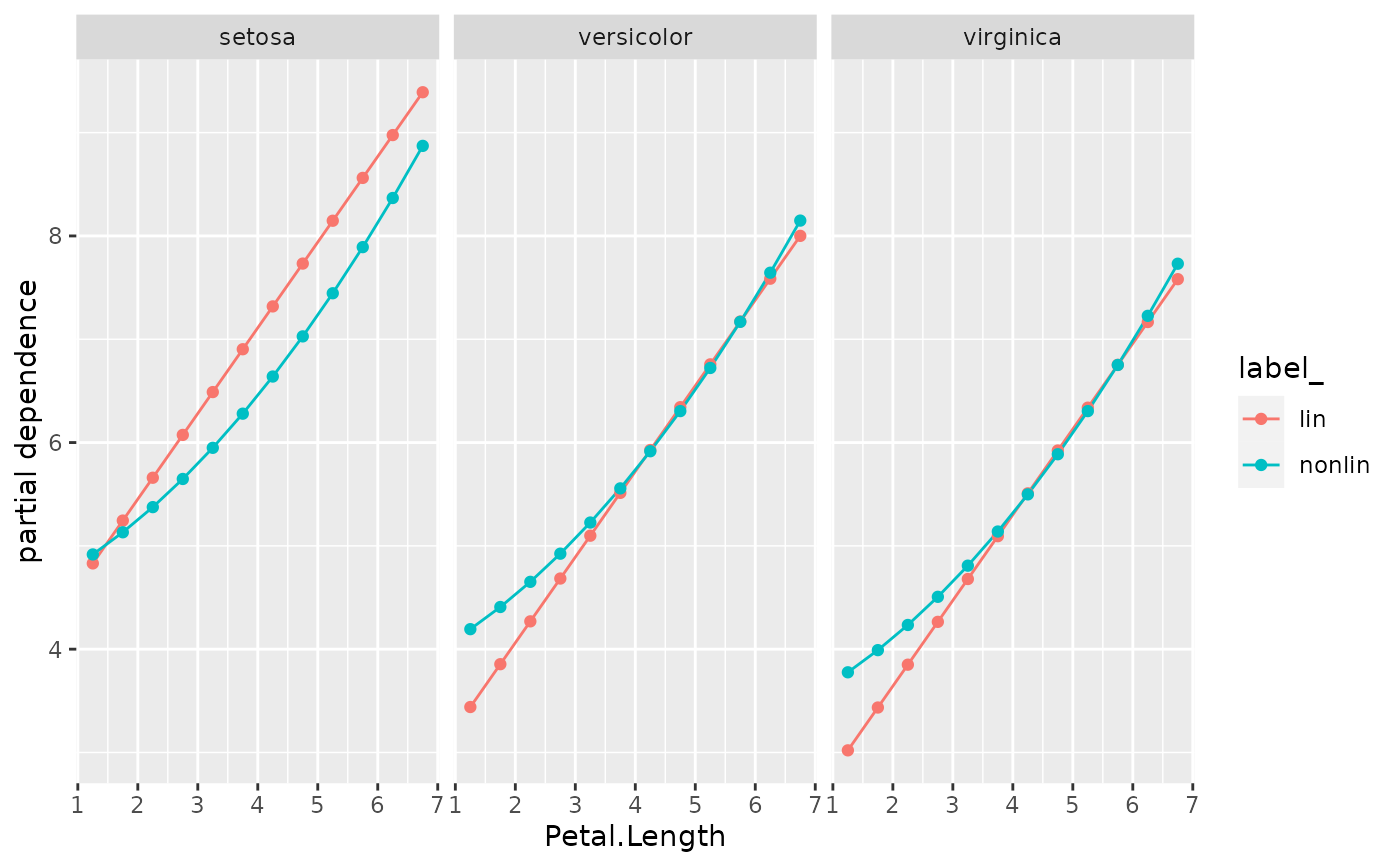 setosa
versicolor
virginica
partial dependence
8
6
4
1 2 3 4 5 6 7
1 2 3 4 5 6 7
1 2 3 4 5 6 7
Petal.Length
label_
lin
nonlin